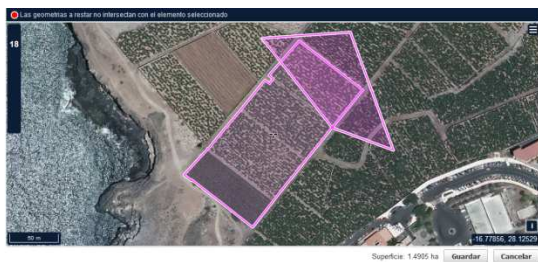 Las geometrías a restar no intersectan con el elemento seleccionado
18
50 m
i
-16.77856, 28.12529
Superficie: 1.4905 ha
Guardar
Cancelar